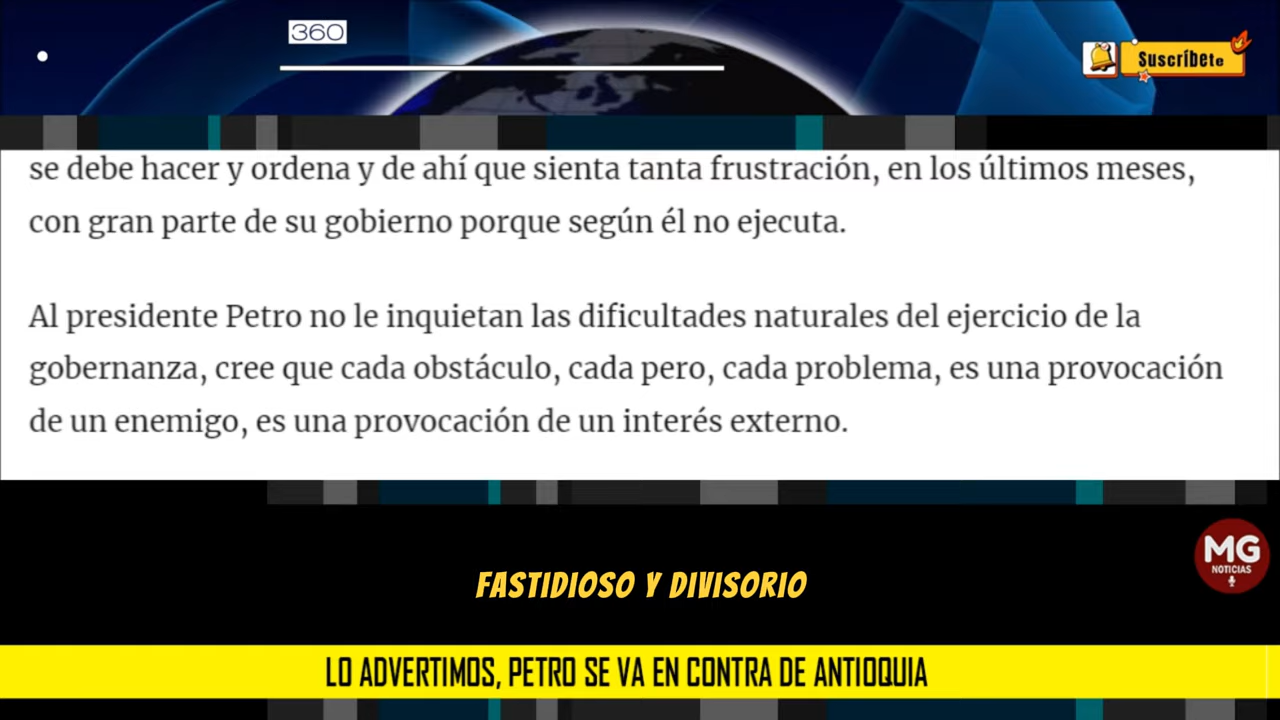 360
Suscríbete
se debe hacer y ordena y de ahí que sienta tanta frustración, en los últimos meses,
con gran parte de su gobierno porque según él no ejecuta.
Al presidente Petro no le inquietan las dificultades naturales del ejercicio de la
gobernanza, cree que cada obstáculo, cada pero, cada problema, es una provocación
de un enemigo, es una provocación de un interés externo.
MG
NOTICIAS
FASTIDIOSO Y DIVISORIO
LO ADVERTIMOS, PETRO SE VA EN CONTRA DE ANTIOQUIA